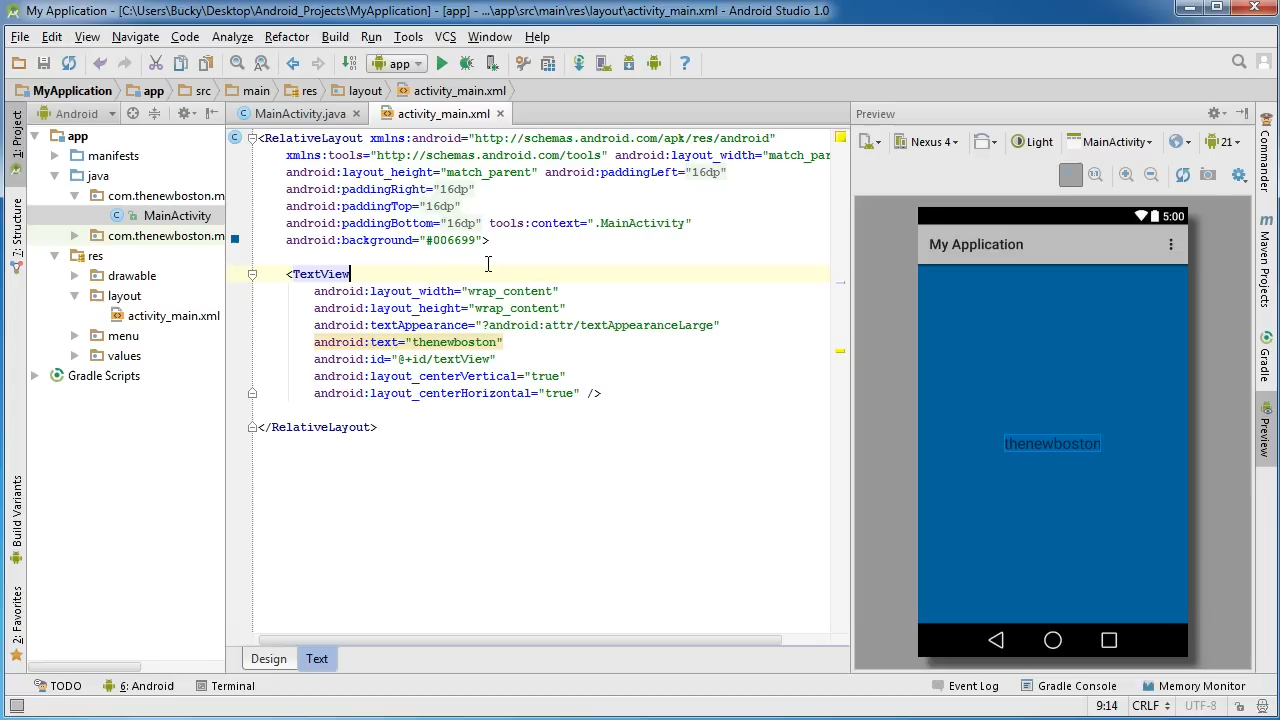 My Application - [C:\Users\Bucky\Desktop\Android_Projects\MyApplication] - [app] - ...\app\src\main\res\layout\activity_main.xml - Android Studio 1.0
File Edit View Navigate Code Analyze Refactor Build Run Tools VCS Window Help
app
MyApplication app src main res layout activity_main.xml
Android
MainActivity.java
activity_main.xml
Preview
1: Project
Structure
Build Variants
2: Favorites
app
manifests
java
com.thenewboston.m
MainActivity
com.thenewboston.m
res
drawable
layout
activity_main.xml
menu
values
Gradle Scripts
<RelativeLayout xmlns:android="http://schemas.android.com/apk/res/android"
xmlns:tools="http://schemas.android.com/tools" android:layout_width="match_par
android:layout_height="match_parent" android:paddingLeft="16dp"
android:paddingRight="16dp"
android:paddingTop="16dp"
android:paddingBottom="16dp" tools:context=".MainActivity"
android:background="#006699">
<TextView
android:layout_width="wrap_content"
android:layout_height="wrap_content"
android:textAppearance="?android:attr/textAppearanceLarge"
android:text="thenewboston"
android:id="@+id/textView"
android:layout_centerVertical="true"
android:layout_centerHorizontal="true" />
</RelativeLayout>
Design Text
Nexus 4 Light MainActivity 21
5:00
My Application
thenewboston
Commander
Maven Projects
Gradle
Preview
TODO 6: Android Terminal Event Log Gradle Console Memory Monitor
9:14 CRLF UTF-8